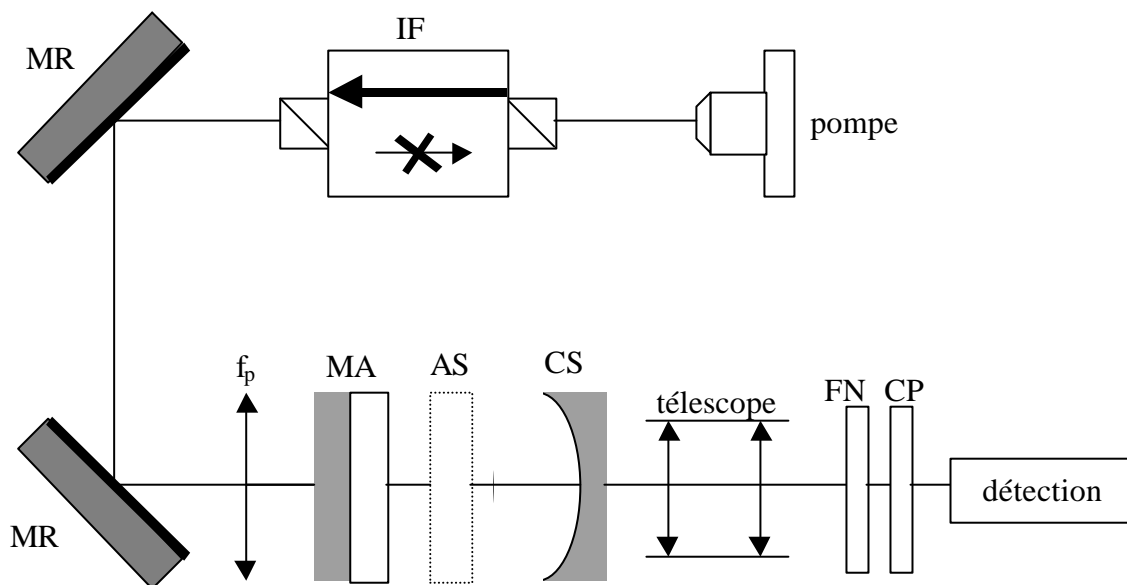 MR
IF
pompe
fp
MA
AS
CS
télescope
FN
CP
détection
MR